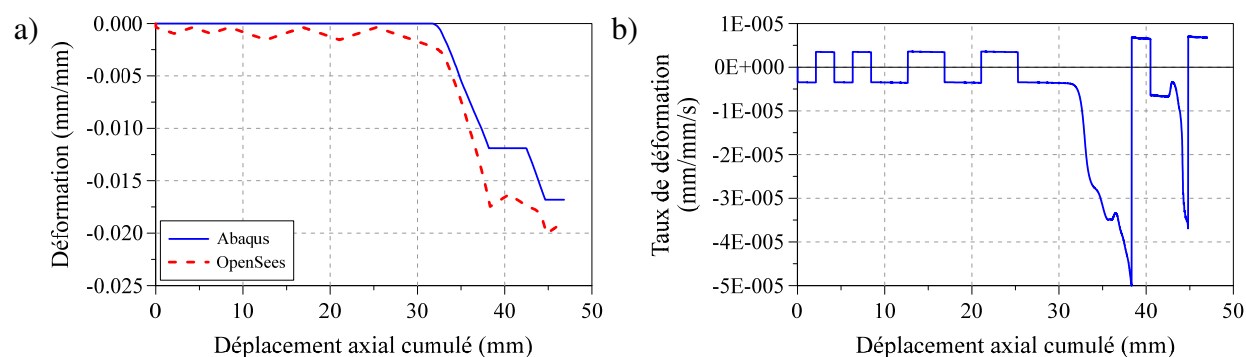 a)
0.000
-0.005
-0.010
-0.015
-0.020
-0.025
Déformation (mm/mm)
Abaqus
OpenSees
0 10 20 30 40 50
Déplacement axial cumulé (mm)
b)
1E-005
0E+000
-1E-005
-2E-005
-3E-005
-4E-005
-5E-005
Taux de déformation
(mm/mm/s)
0 10 20 30 40 50
Déplacement axial cumulé (mm)